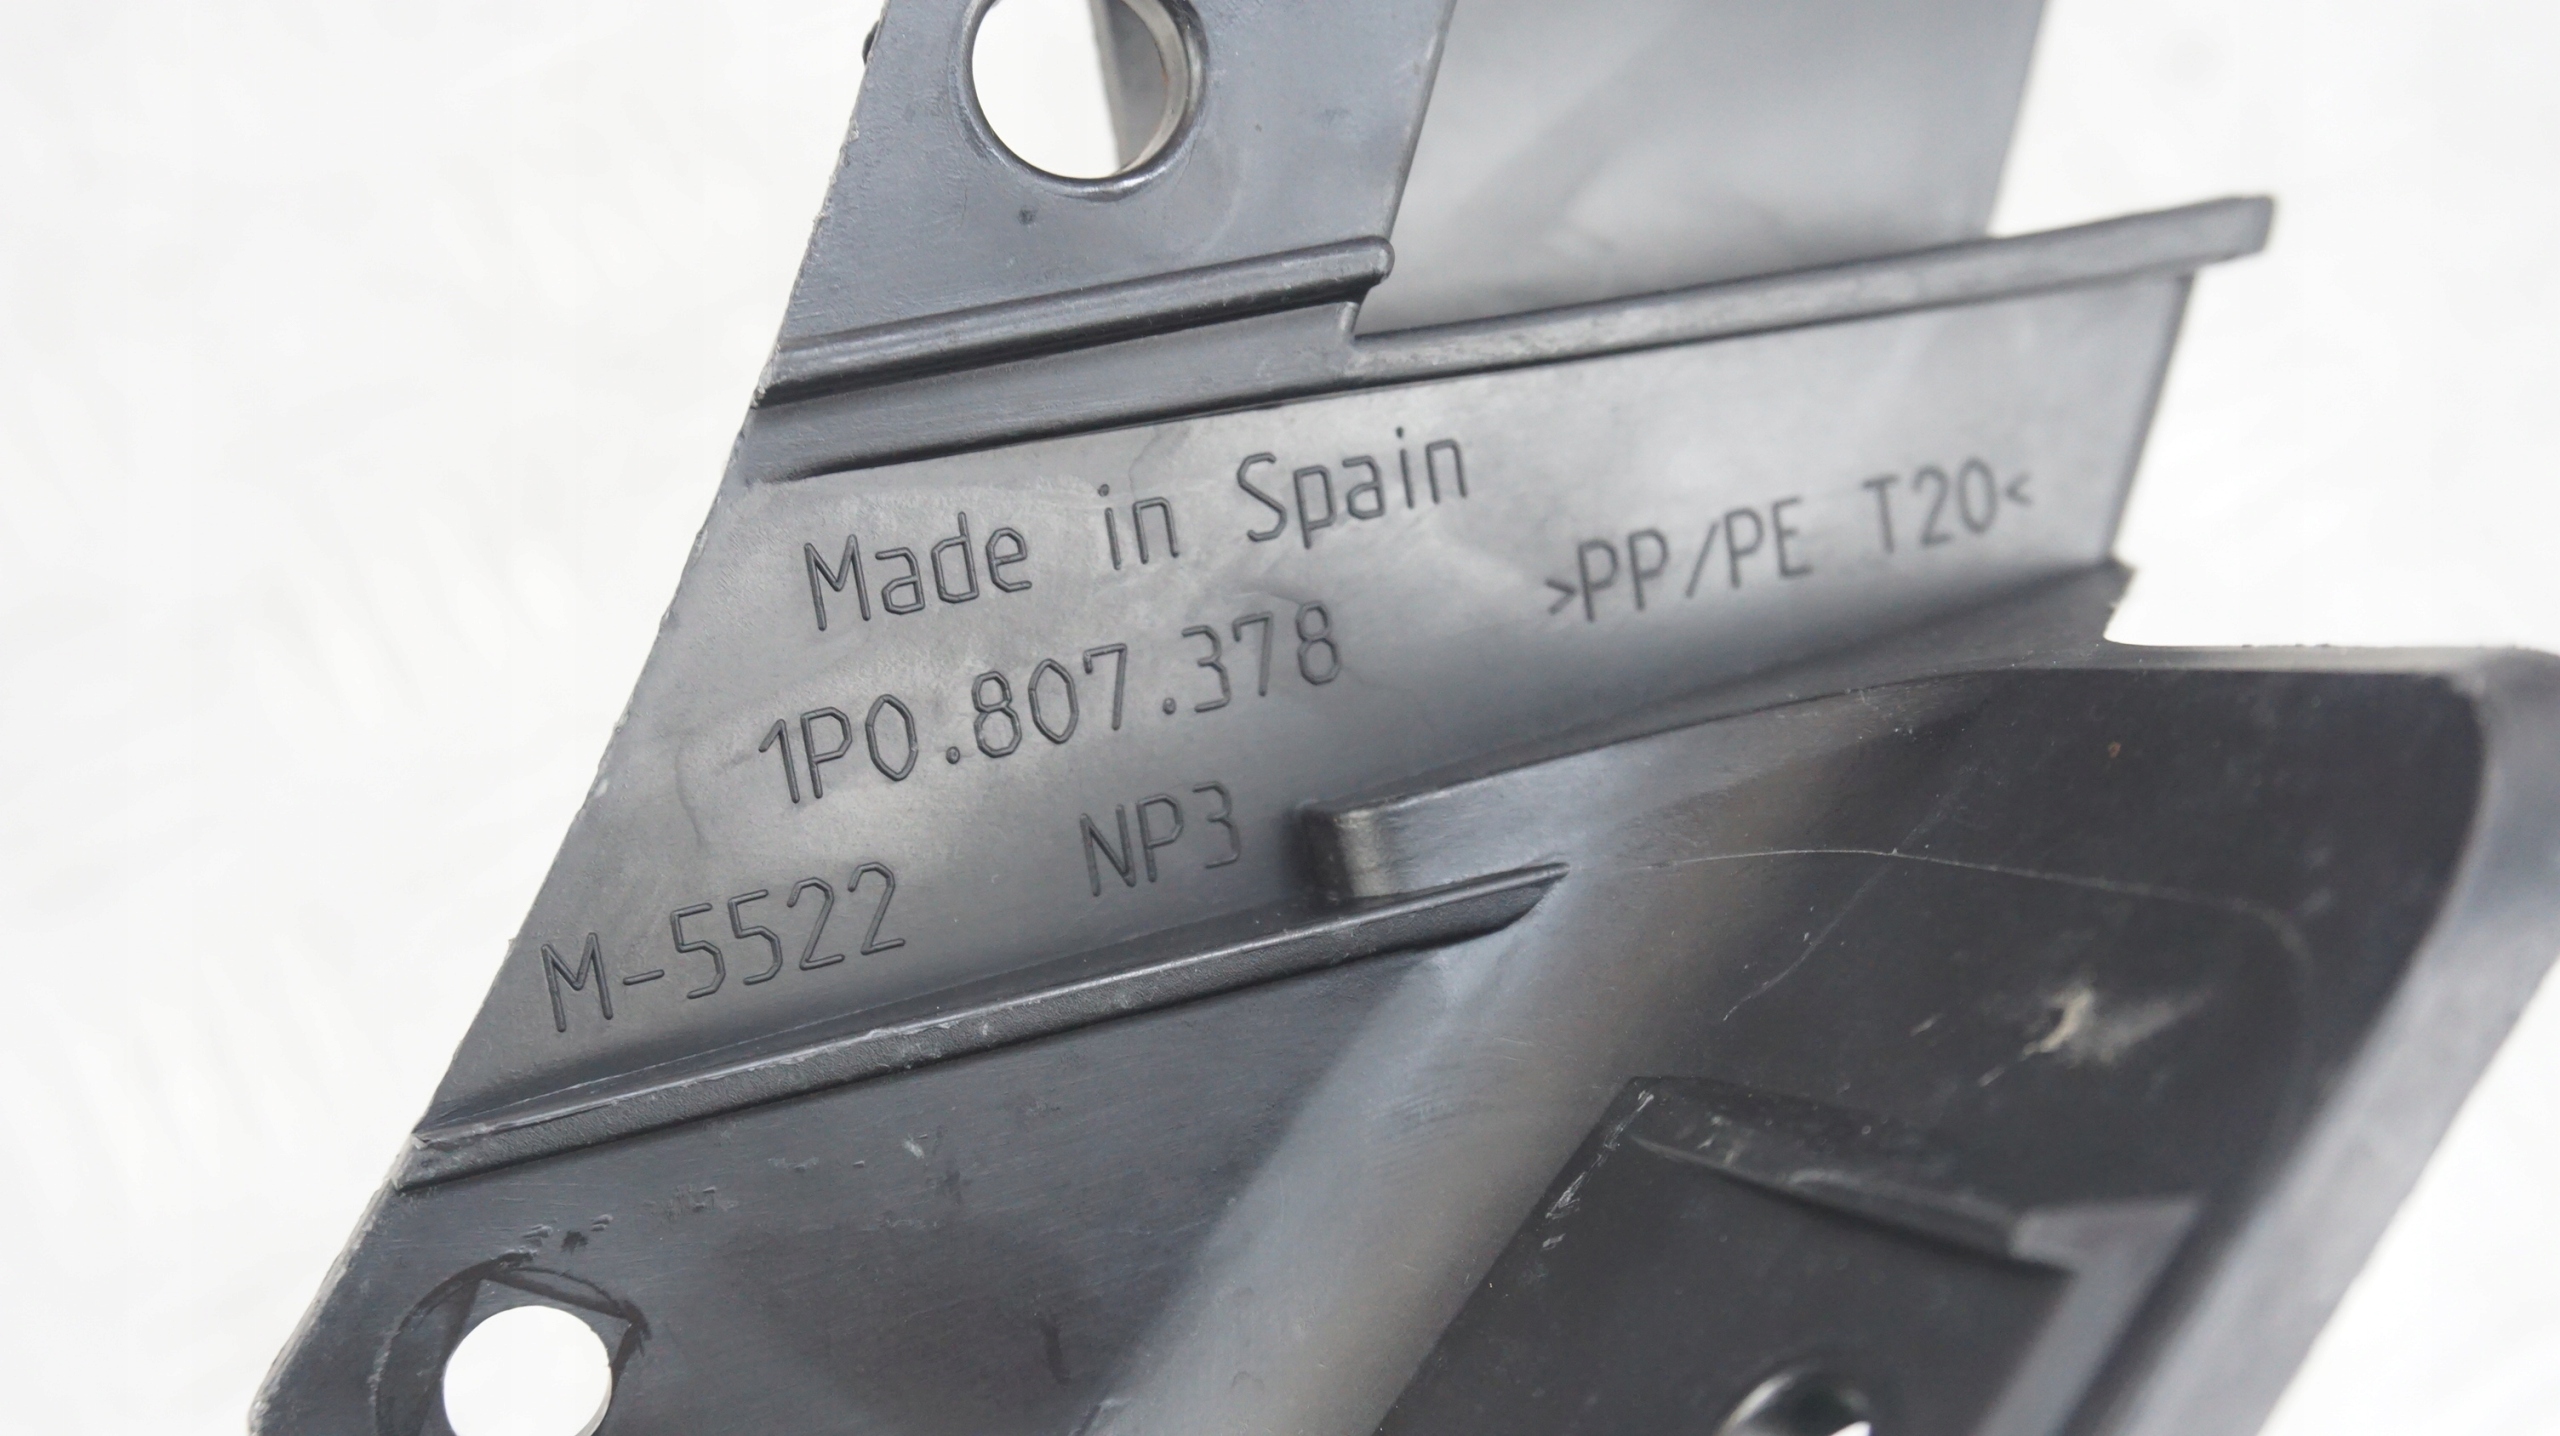 Made in Spain
>PP/PE T20<
1P0.807.378
NP3
M-5522